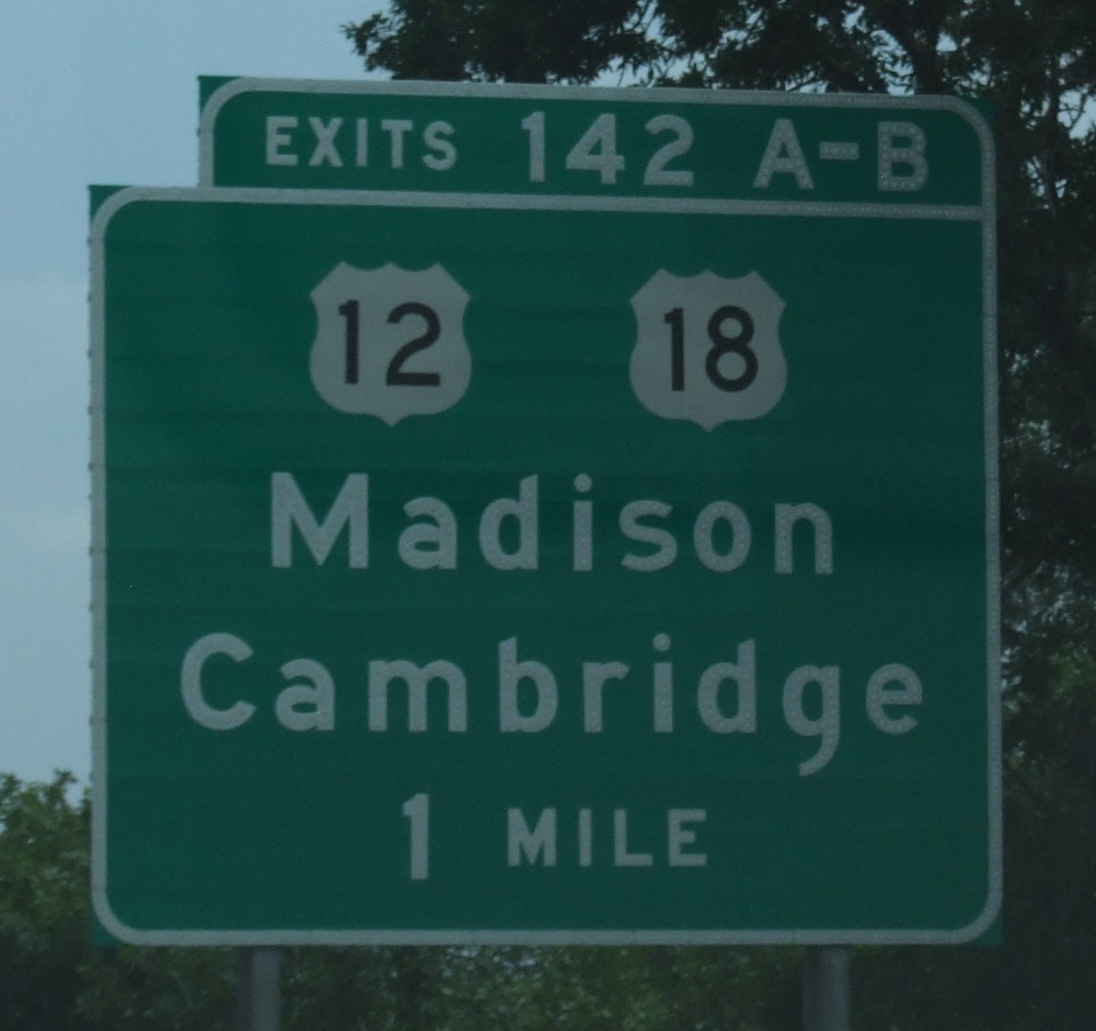 EXITS 142 A-B
12 18
Madison
Cambridge
1 MILE